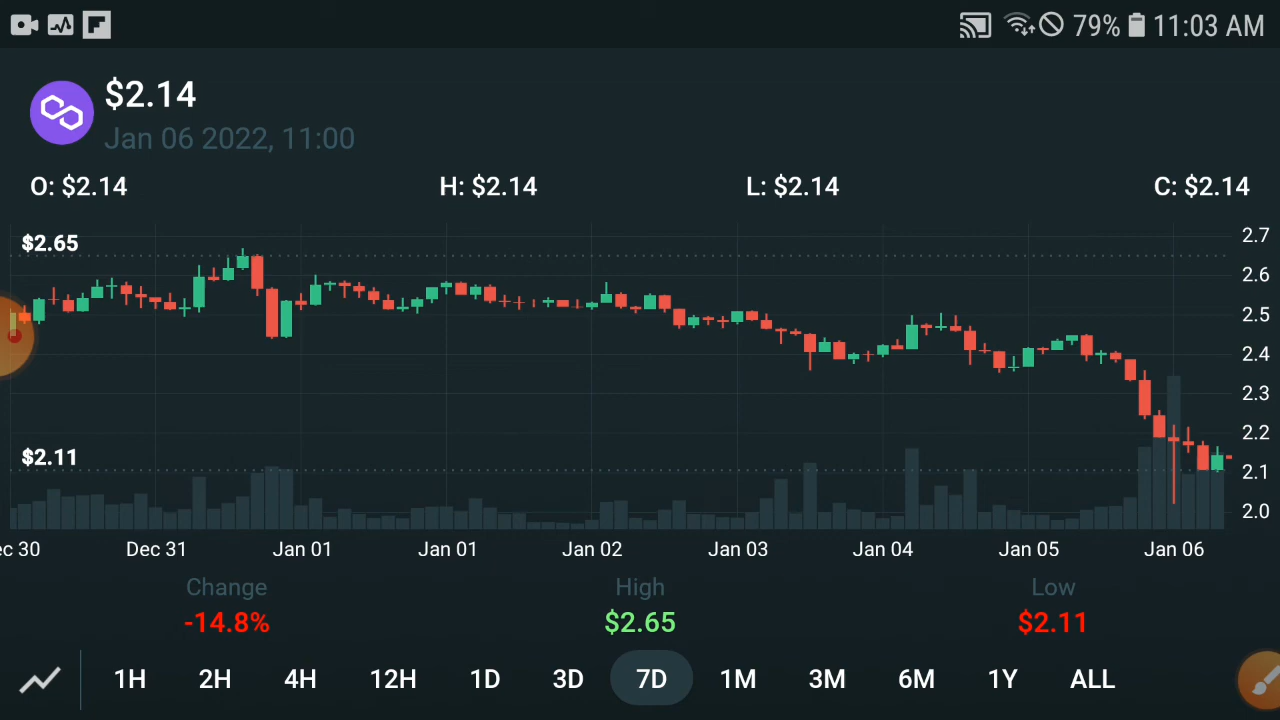 79% 11:03 AM
$2.14
Jan 06 2022, 11:00
O: $2.14 H: $2.14 L: $2.14 C: $2.14
$2.65
2.7
2.6
2.5
2.4
2.3
2.2
$2.11
2.1
2.0
ec 30 Dec 31 Jan 01 Jan 01 Jan 02 Jan 03 Jan 04 Jan 05 Jan 06
Change High Low
-14.8% $2.65 $2.11
1H 2H 4H 12H 1D 3D 7D 1M 3M 6M 1Y ALL